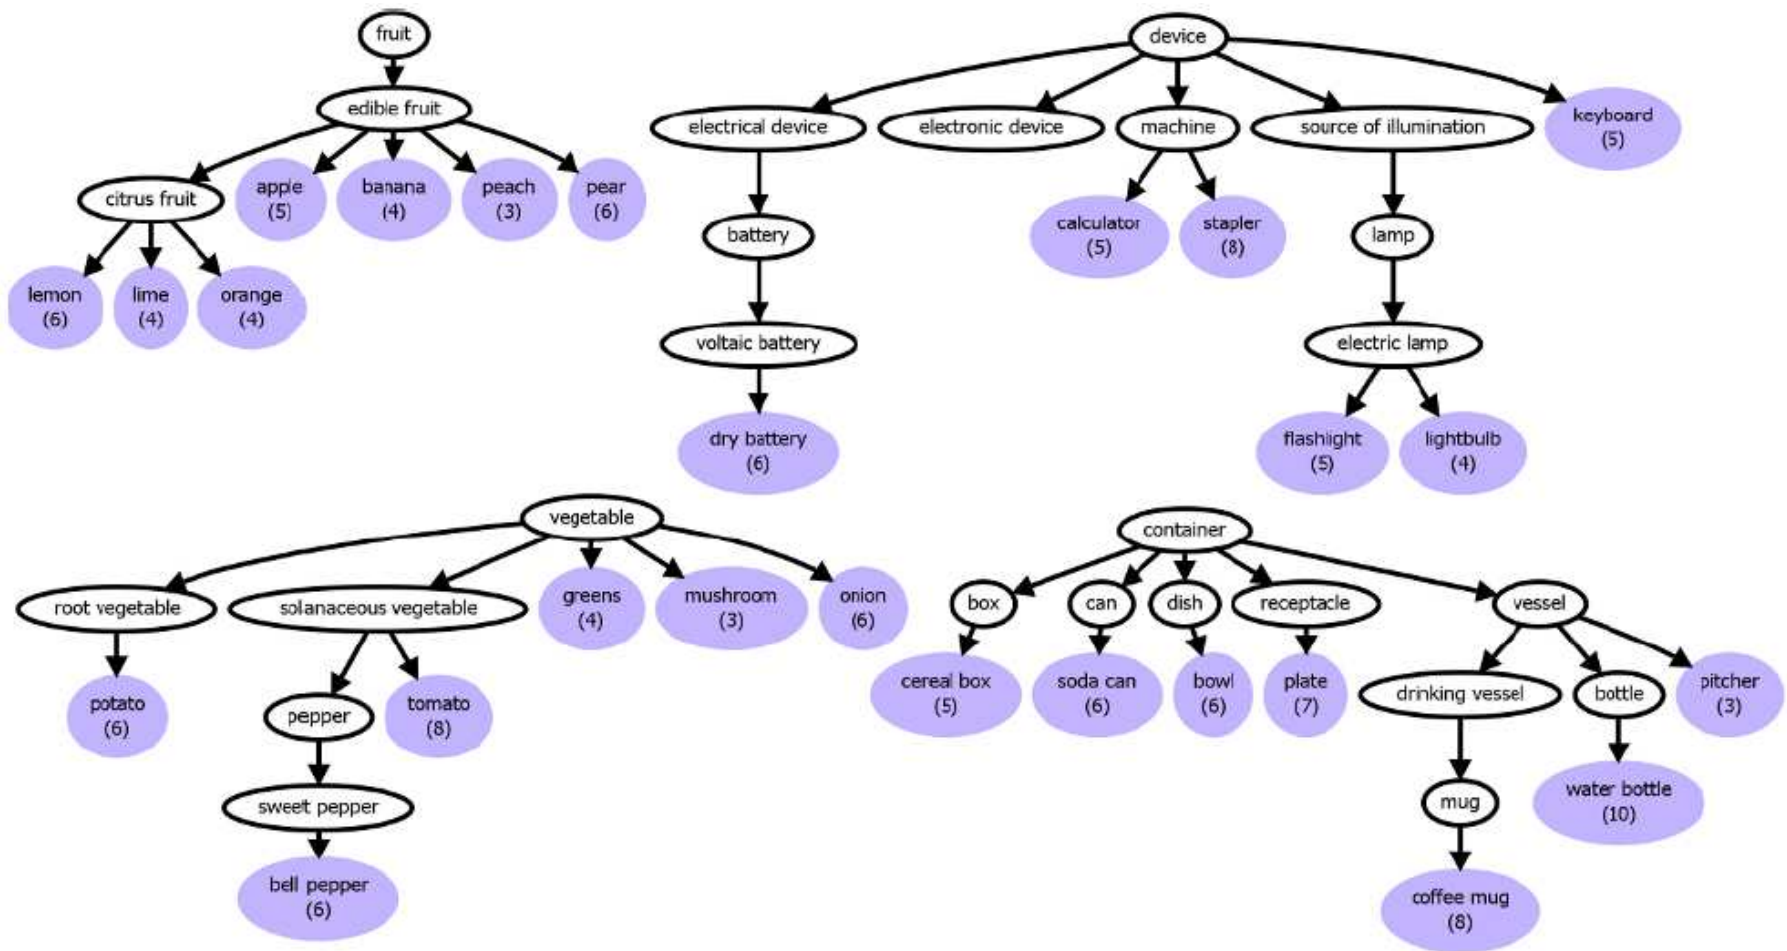 fruit
edible fruit
citrus fruit
apple
(5)
banana
(4)
peach
(3)
pear
(6)
lemon
(6)
lime
(4)
orange
(4)
device
electrical device
electronic device
machine
source of illumination
keyboard
(5)
battery
calculator
(5)
stapler
(8)
lamp
voltaic battery
electric lamp
dry battery
(6)
flashlight
(5)
lightbulb
(4)
vegetable
root vegetable
solanaceous vegetable
greens
(4)
mushroom
(3)
onion
(6)
potato
(6)
pepper
tomato
(8)
sweet pepper
bell pepper
(6)
container
box
can
dish
receptacle
vessel
cereal box
(5)
soda can
(6)
bowl
(6)
plate
(7)
drinking vessel
bottle
pitcher
(3)
mug
water bottle
(10)
coffee mug
(8)